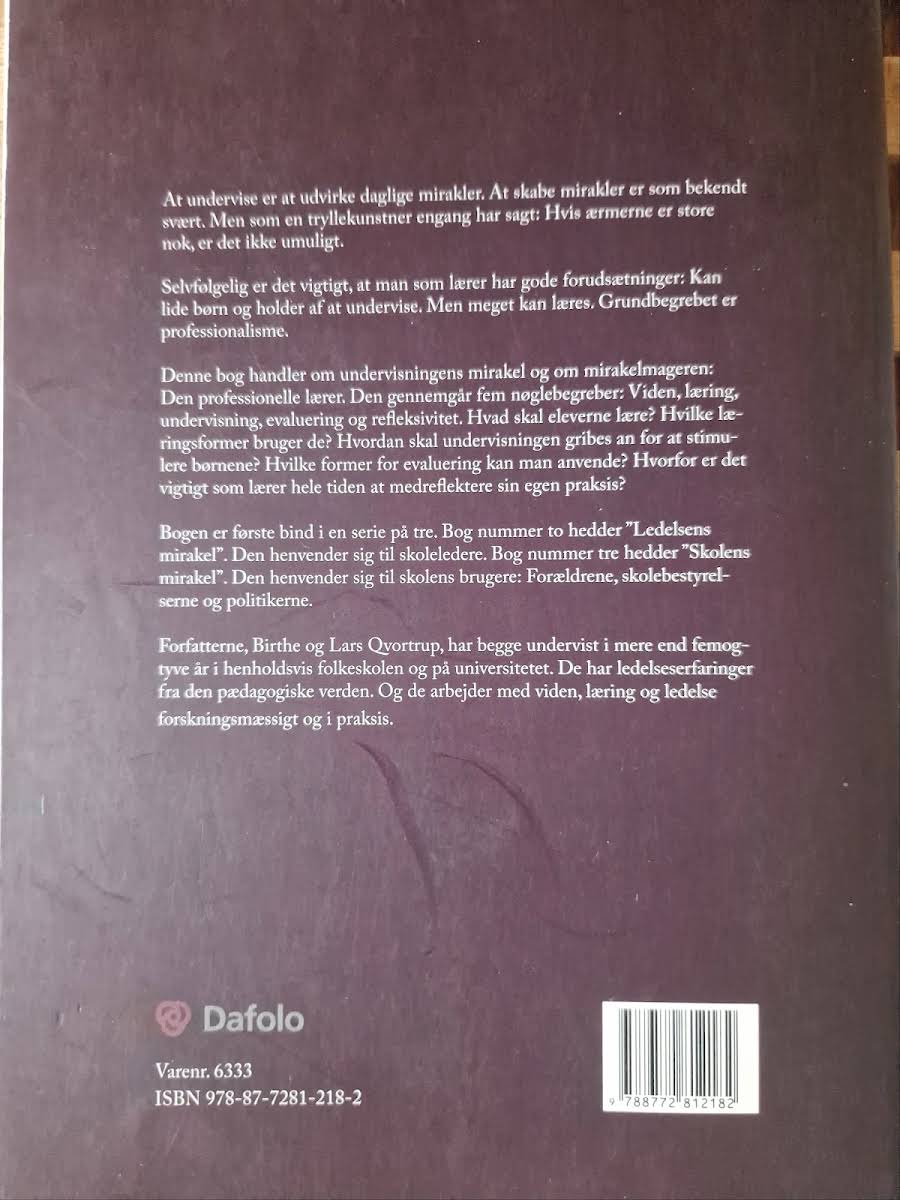 At undervise er at udvirke daglige mirakler. At skabe mirakler er som bekendt
svært. Men som en tryllekunstner engang har sagt: Hvis ærmerne er store
nok, er det ikke umuligt.
Selvfølgelig er det vigtigt, at man som lærer har gode forudsætninger: Kan
lide børn og holder af at undervise. Men meget kan læres. Grundbegrebet er
professionalisme.
Denne bog handler om undervisningens mirakel og om mirakelmageren:
Den professionelle lærer. Den gennemgår fem nøglebegreber: Viden, læring,
undervisning, evaluering og refleksivitet. Hvad skal eleverne lære? Hvilke læ-
ringsformer bruger de? Hvordan skal undervisningen gribes an for at stimu-
lere børnene? Hvilke former for evaluering kan man anvende? Hvorfor er det
vigtigt som lærer hele tiden at medreflektere sin egen praksis?
Bogen er første bind i en serie på tre. Bog nummer to hedder ”Ledelsens
mirakel”. Den henvender sig til skoleledere. Bog nummer tre hedder ”Skolens
mirakel”. Den henvender sig til skolens brugere: Forældrene, skolebestyrel-
serne og politikerne.
Forfatterne, Birthe og Lars Qvortrup, har begge undervist i mere end femog-
tyve år i henholdsvis folkeskolen og på universitetet. De har ledelseserfaringer
fra den pædagogiske verden. Og de arbejder med viden, læring og ledelse
forskningsmæssigt og i praksis.
Dafolo
Varenr. 6333
ISBN 978-87-7281-218-2
9 788772 812182